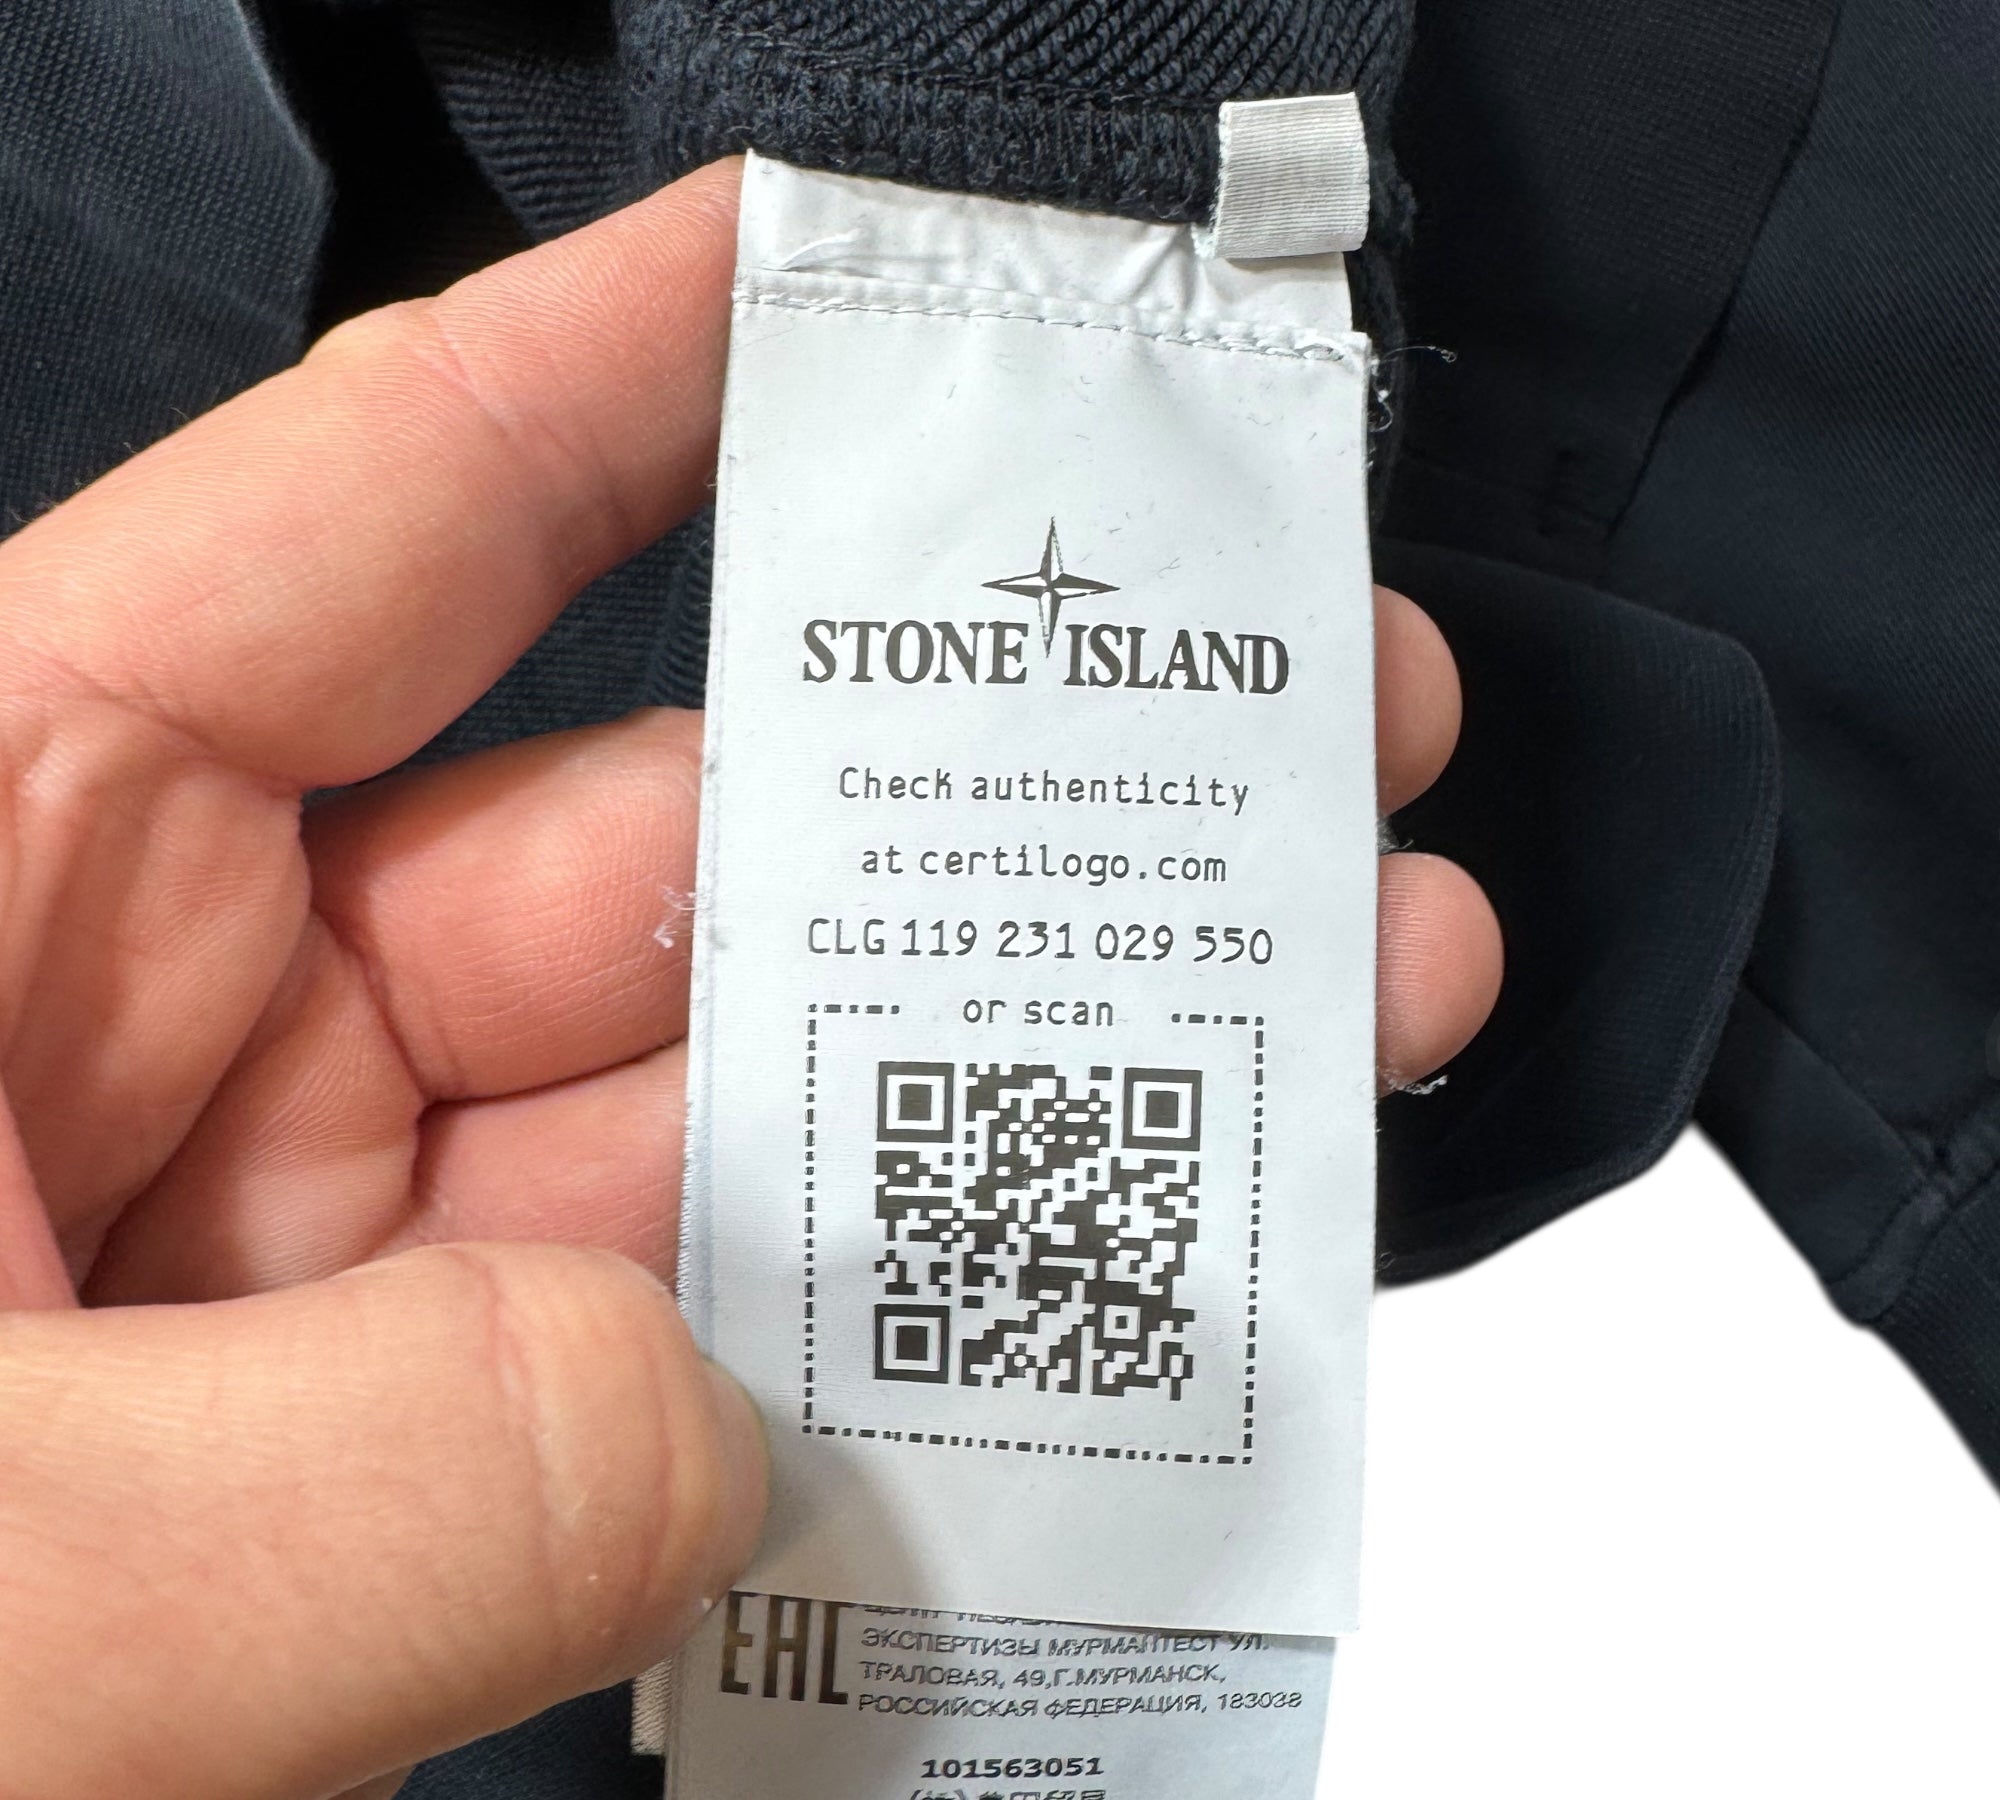 STONE ISLAND
Check authenticity
at certilogo.com
CLG 119 231 029 550
or scan
EAC
ЭКСПЕРТИЗЫ МУРМАНТЕСТ УЛ.
ТРАЛОВАЯ, 49,Г.МУРМАНСК,
РОССИЙСКАЯ ФЕДЕРАЦИЯ, 183038
101563051